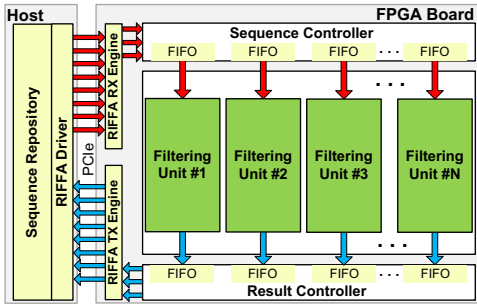 Host
FPGA Board
Sequence Repository
RIFFA Driver
PCIe
RIFFA RX Engine
RIFFA TX Engine
Sequence Controller
FIFO FIFO FIFO ... FIFO
...
Filtering Unit #1
Filtering Unit #2
Filtering Unit #3
Filtering Unit #N
...
FIFO FIFO FIFO ... FIFO
Result Controller